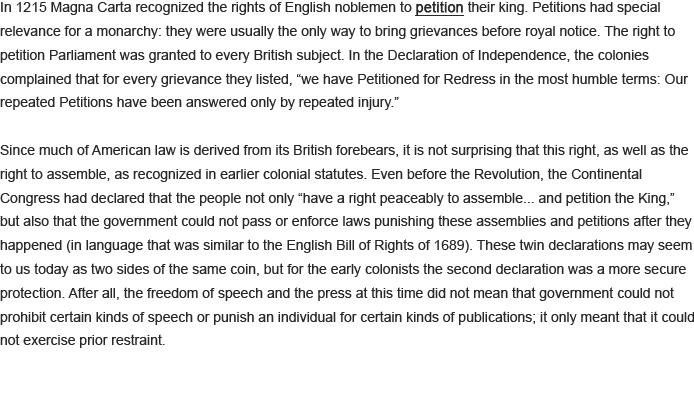 In 1215 Magna Carta recognized the rights of English noblemen to petition their king. Petitions had special
relevance for a monarchy: they were usually the only way to bring grievances before royal notice. The right to
petition Parliament was granted to every British subject. In the Declaration of Independence, the colonies
complained that for every grievance they listed, “we have Petitioned for Redress in the most humble terms: Our
repeated Petitions have been answered only by repeated injury.”
Since much of American law is derived from its British forebears, it is not surprising that this right, as well as the
right to assemble, as recognized in earlier colonial statutes. Even before the Revolution, the Continental
Congress had declared that the people not only “have a right peaceably to assemble... and petition the King,”
but also that the government could not pass or enforce laws punishing these assemblies and petitions after they
happened (in language that was similar to the English Bill of Rights of 1689). These twin declarations may seem
to us today as two sides of the same coin, but for the early colonists the second declaration was a more secure
protection. After all, the freedom of speech and the press at this time did not mean that government could not
prohibit certain kinds of speech or punish an individual for certain kinds of publications; it only meant that it could
not exercise prior restraint.